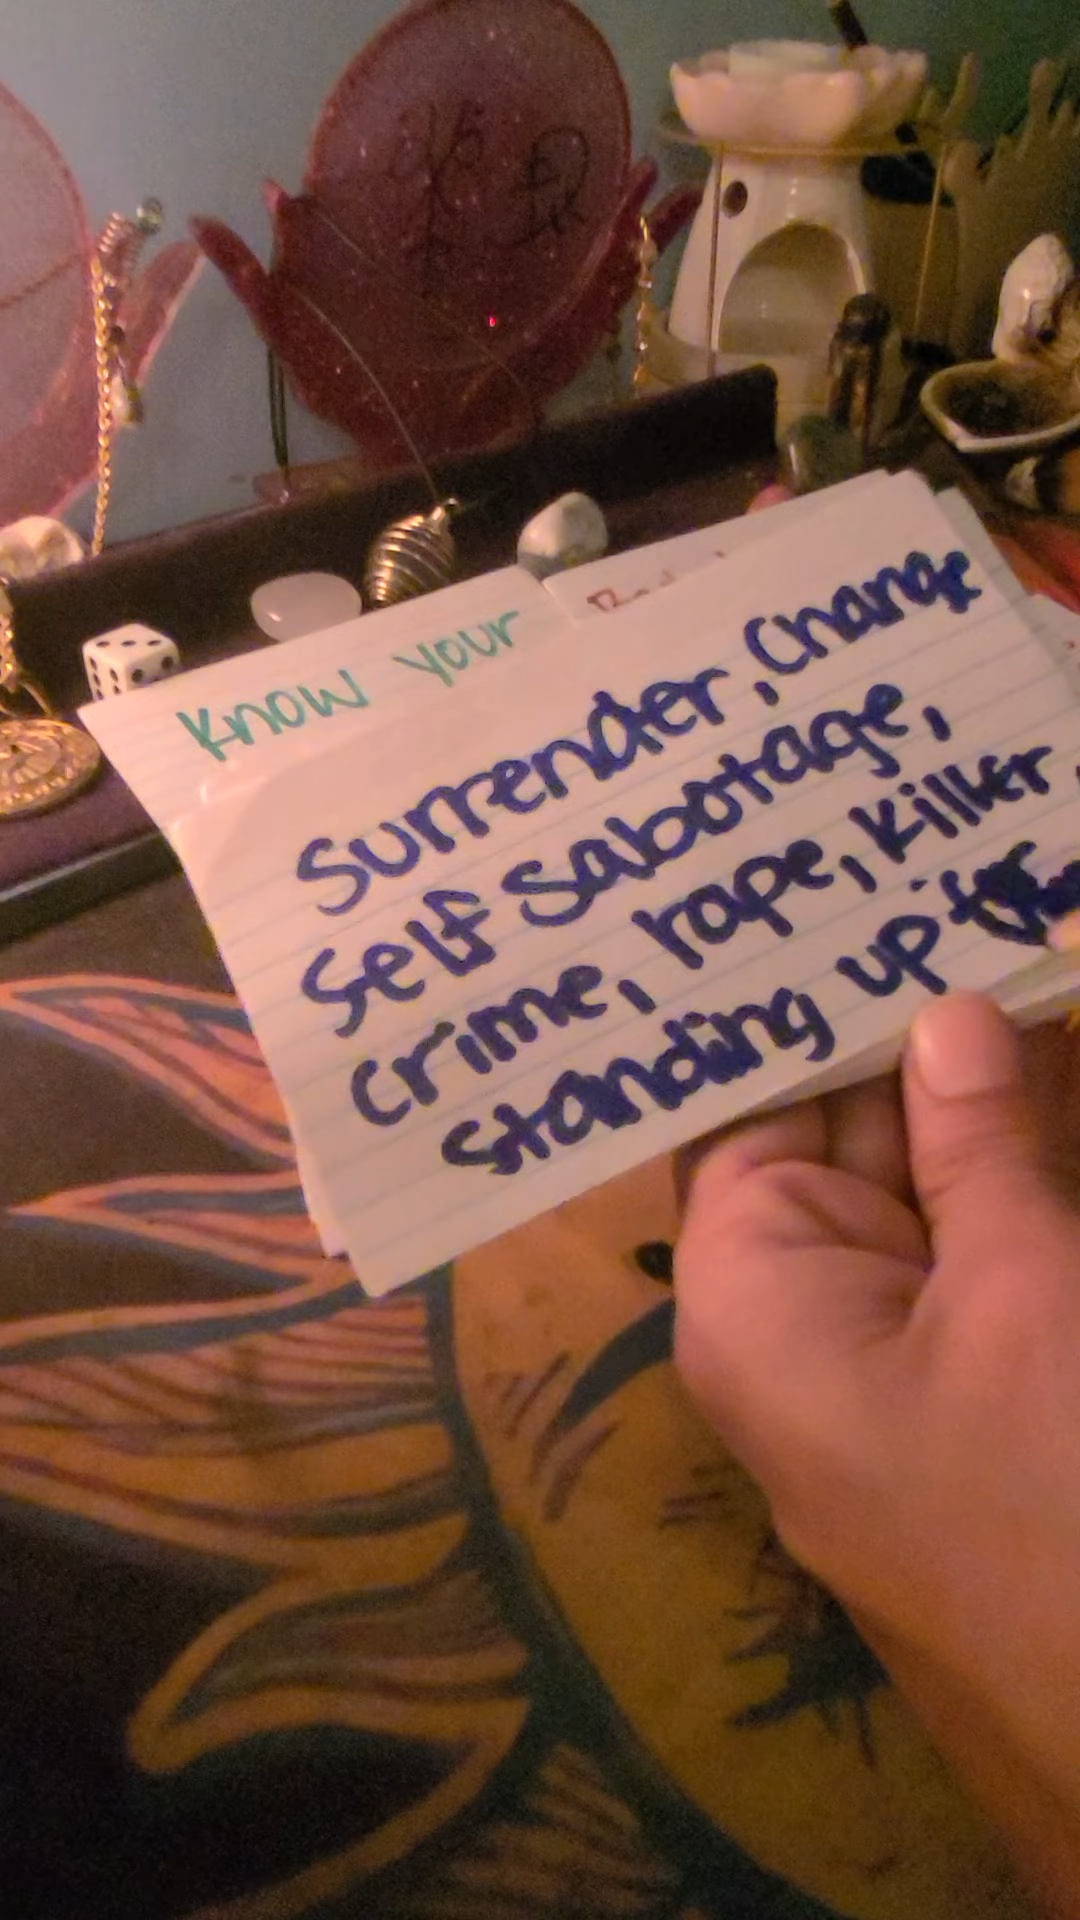 Know your
Surrender, Change
Self Sabotage,
Crime, rape, Killer,
Standing up